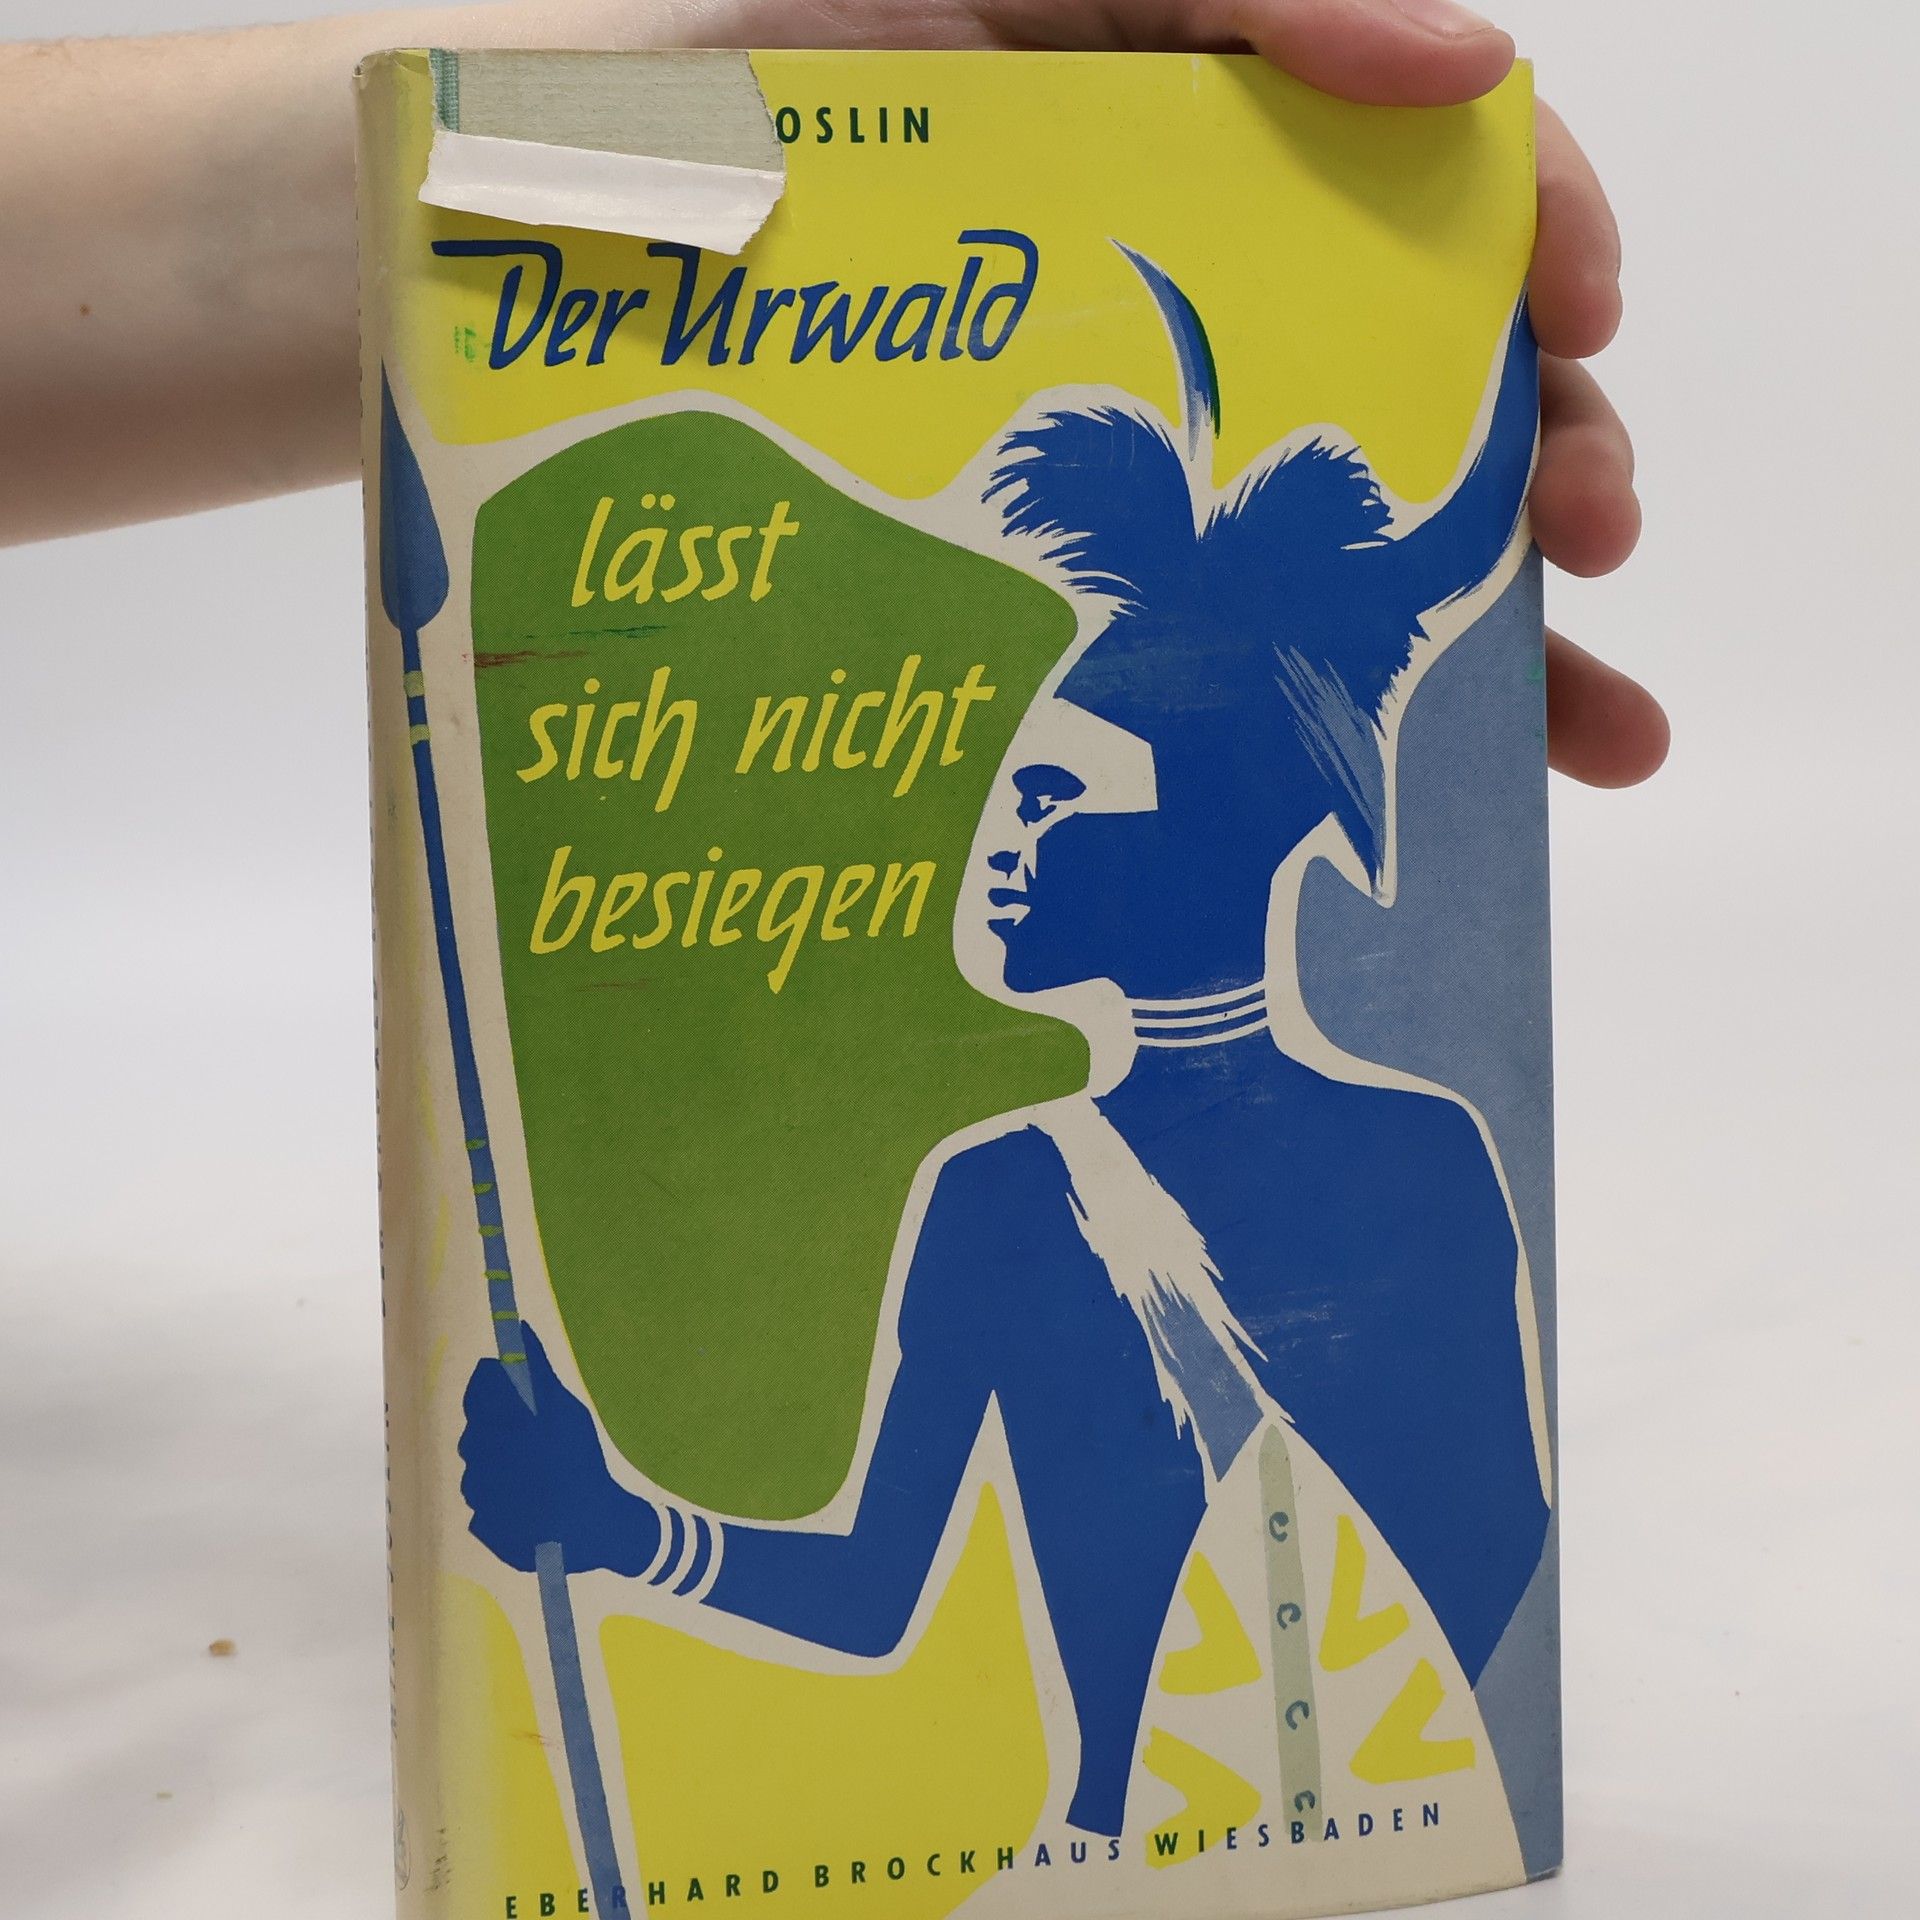 OSLIN
Der Urwald
lässt
sich nicht
besiegen
EBERHARD BROCKHAUS WIESBADEN